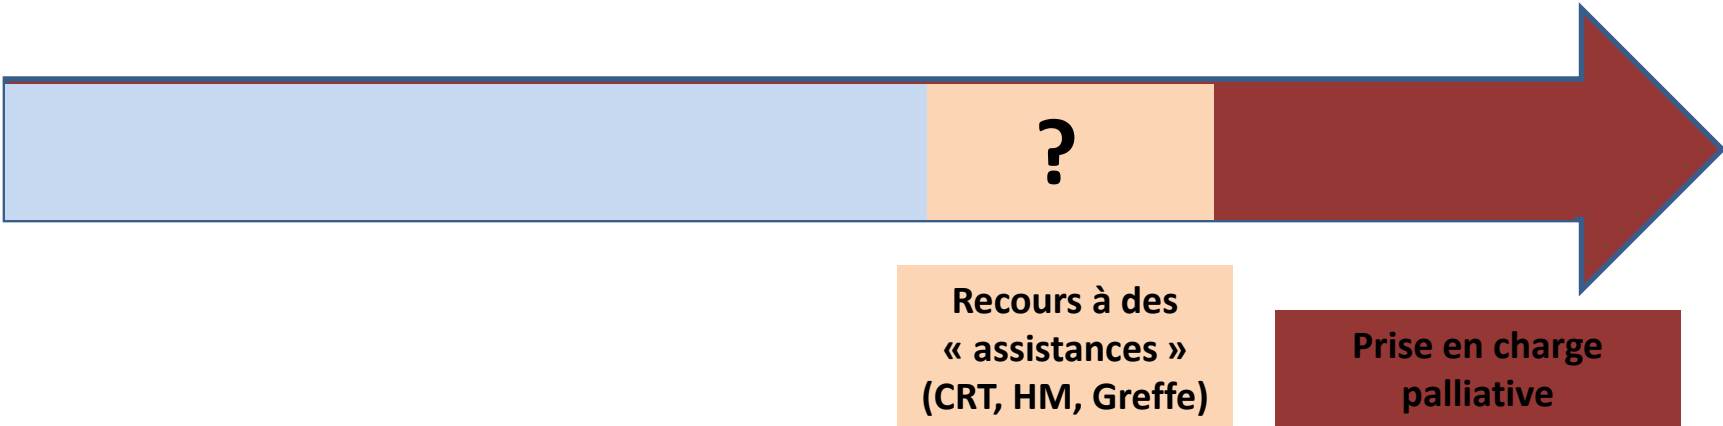 ?
Recours à des
« assistances »
(CRT, HM, Greffe)
Prise en charge
palliative